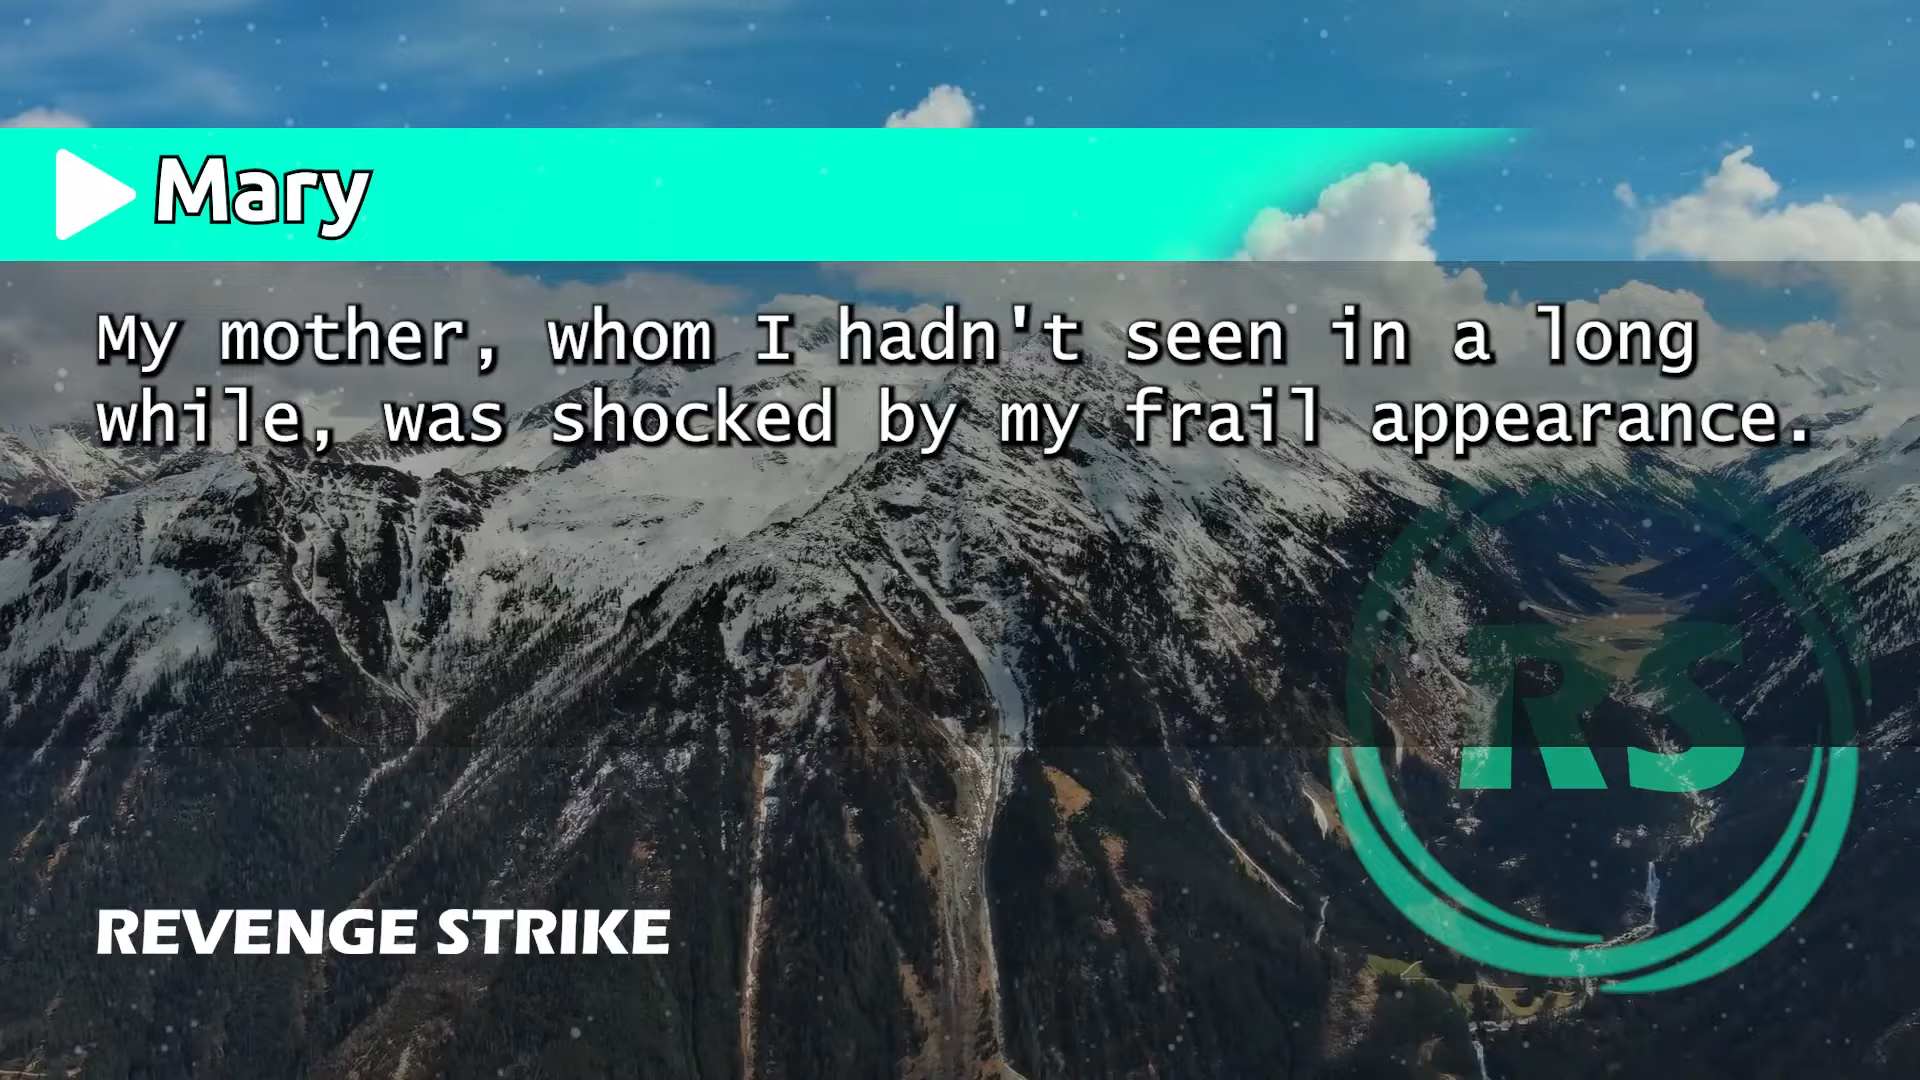 Mary
My mother, whom I hadn't seen in a long
while, was shocked by my frail appearance.
RS
REVENGE STRIKE